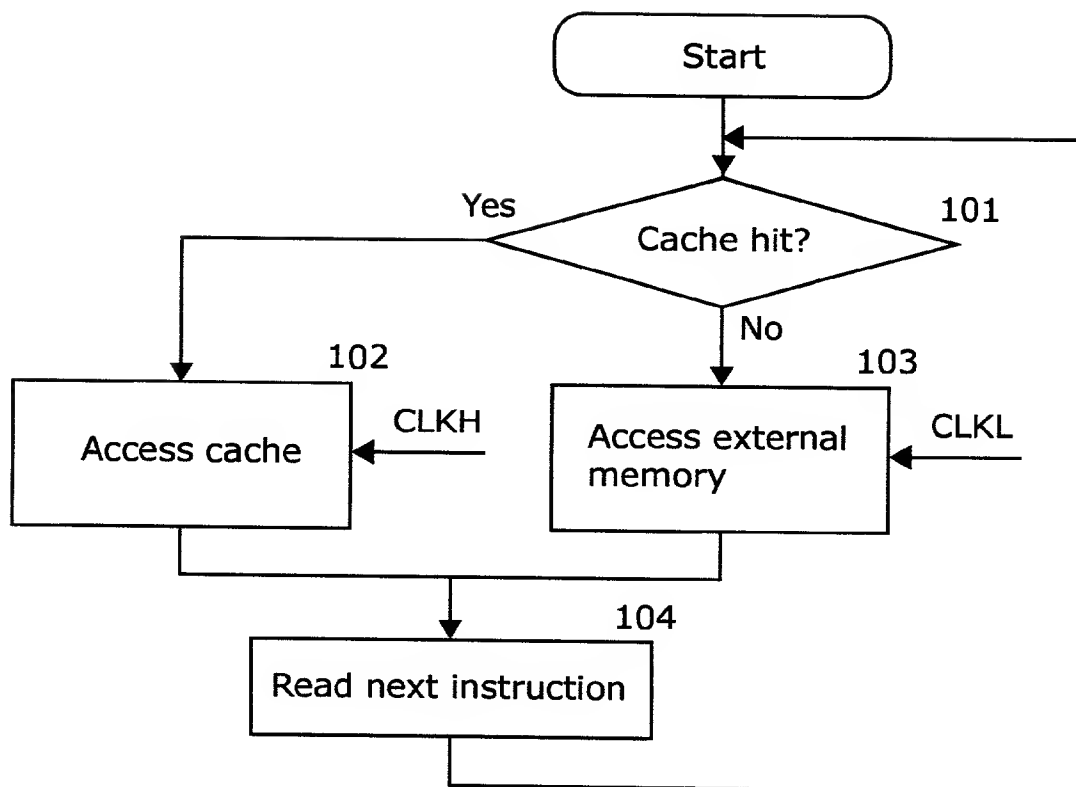 Start
Yes
101
Cache hit?
No
102
103
Access cache
CLKH
Access external
memory
CLKL
104
Read next instruction